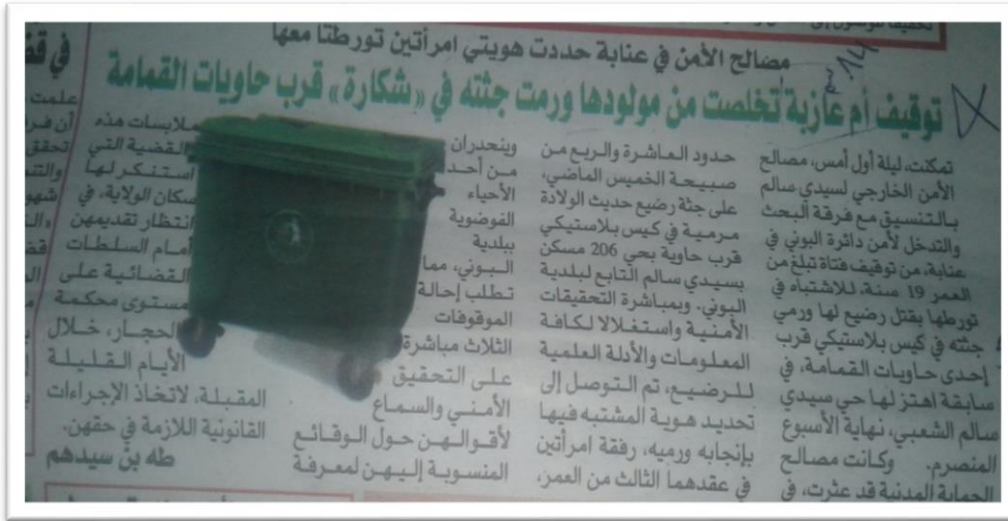 مصالح الأمن في عنابة حددت هويتي امرأتين تورطتا معها
توقيف أم عازبة تخلصت من مولودها ورمت جثته في «شكارة» قرب حاويات القمامة
تمكنت، ليلة أول أمس، مصالح
الأمن الخارجي لسيدي سالم
بالتنسيق مع فرقة البحث
والتدخل لأمن دائرة البوني في
عنابة، من توقيف فتاة تبلغ من
العمر 19 سنة، للاشتباه في
تورطها بقتل رضيع لها ورمي
جثته في كيس بلاستيكي قرب
إحدى حاويات القمامة، في
سابقة اهتز لها حي سيدي
سالم الشعبي، نهاية الأسبوع
المنصرم. وكانت مصالح
الحماية المدنية قد عثرت، في
حدود العاشرة والربع من
صبيحة الخميس الماضي،
على جثة رضيع حديث الولادة
مرمية في كيس بلاستيكي
قرب حاوية بحي 206 مسكن
بسيدي سالم التابع لبلدية
البوني. وبمباشرة التحقيقات
الأمنية واستغلالا لكافة
المعلومات والأدلة العلمية
للرضيع، تم التوصل إلى
تحديد هوية المشتبه فيها
بإنجابه ورميه، رفقة امرأتين
في عقدهما الثالث من العمر،
وينحدران
من أحد
الأحياء
الفوضوية
ببلدية
البوني، مما
تطلب إحالة
الموقوفات
الثلاث مباشرة
على التحقيق
الأمني والسماع
لأقوالهن حول الوقائع
المنسوبة إليهن لمعرفة
ملابسات هذه
القضية التي
استنكر لها
سكان الولاية، في
انتظار تقديمهن
أمام السلطات
القضائية على
مستوى محكمة
الحجار، خلال
الأيام القليلة
المقبلة، لاتخاذ الإجراءات
القانونية اللازمة في حقهن.
طه بن سيدهم
في
علمت